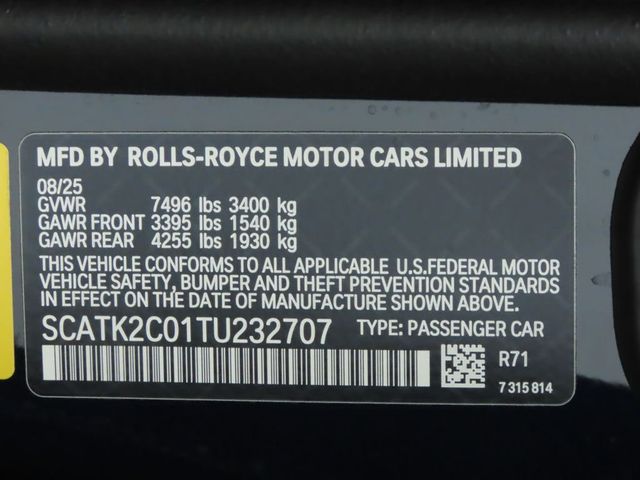 MFD BY ROLLS-ROYCE MOTOR CARS LIMITED
08/25
GVWR 7496 lbs 3400 kg
GAWR FRONT 3395 lbs 1540 kg
GAWR REAR 4255 lbs 1930 kg
THIS VEHICLE CONFORMS TO ALL APPLICABLE U.S.FEDERAL MOTOR
VEHICLE SAFETY, BUMPER AND THEFT PREVENTION STANDARDS
IN EFFECT ON THE DATE OF MANUFACTURE SHOWN ABOVE.
SCATK2C01TU232707 TYPE: PASSENGER CAR
R71
7 315 814